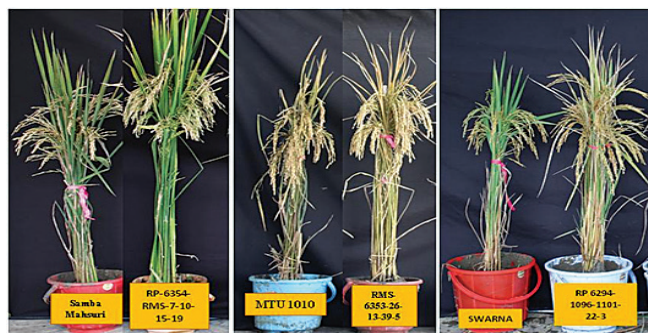 Samba
Mahsuri
RP-6354-
RMS-7-10-
15-19
MTU 1010
RMS-
6353-26-
13-39-5
SWARNA
RP 6294-
1096-1101-
22-3